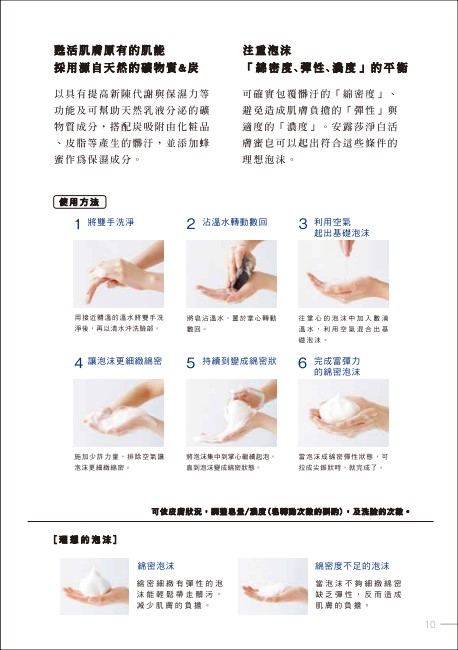 甦活肌膚原有的肌能
採用源自天然的礦物質&炭
以具有提高新陳代謝與保濕力等
功能及可幫助天然乳液分泌的礦
物質成分，搭配炭吸附由化粧品
、皮脂等產生的髒汙，並添加蜂
蜜作為保濕成分。
注重泡沫
「綿密度、彈性、濃度」的平衡
可確實包覆髒汙的「綿密度」、
避免造成肌膚負擔的「彈性」與
適度的「濃度」。安露莎淨白活
膚蜜皂可以起出符合這些條件的
理想泡沫。
使用方法
1 將雙手洗淨
用接近體溫的溫水將雙手洗
淨後，再以清水沖洗臉部。
2 沾溫水轉動數回
將皂沾溫水，置於掌心轉動
數回。
3 利用空氣
起出基礎泡沫
往掌心的泡沫中加入數滴
溫水，利用空氣混合出基
礎泡沫。
4 讓泡沫更細緻綿密
施加少許力量，排除空氣讓
泡沫更細緻綿密。
5 持續到變成綿密狀
將泡沫集中到掌心繼續起泡，
直到泡沫變成綿密狀態。
6 完成富彈力
的綿密泡沫
當泡沫成綿密彈性狀態，可
拉成尖錐狀時，就完成了。
可依皮膚狀況，調整皂量/濃度(皂轉動次數的斟酌)，及洗臉的次數。
[理想的泡沫]
綿密泡沫
綿密細緻有彈性的泡
沫能輕鬆帶走髒汙，
減少肌膚的負擔。
綿密度不足的泡沫
當泡沫不夠細緻綿密
缺乏彈性，反而造成
肌膚的負擔。
10